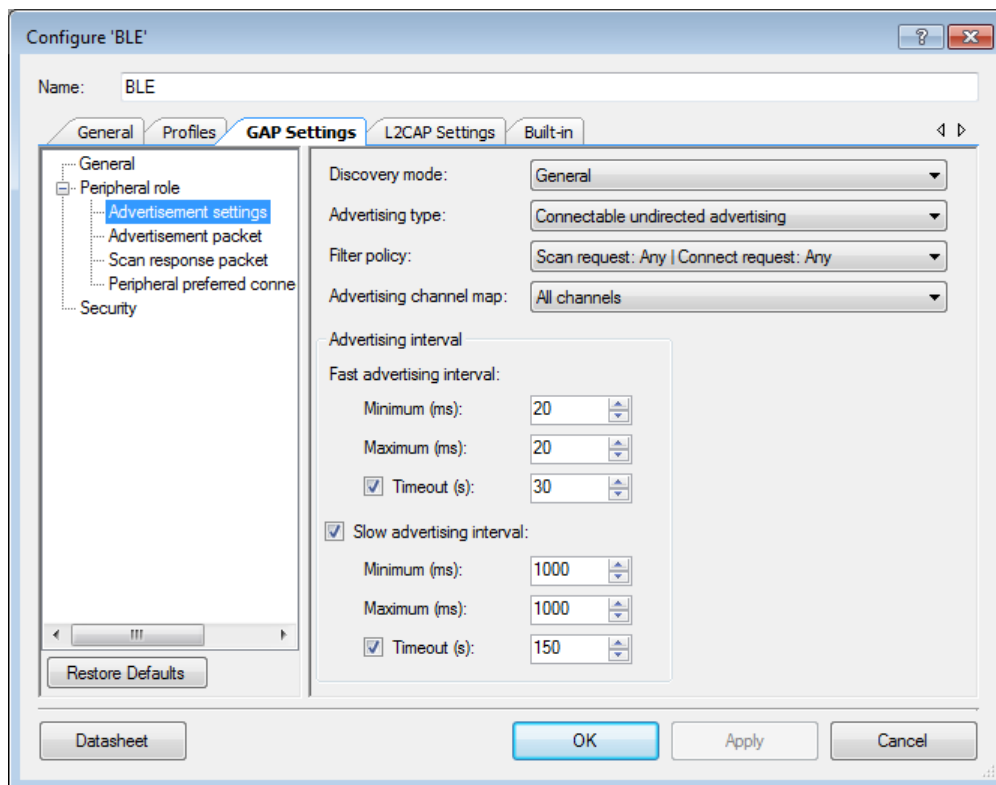 Configure 'BLE'
Name: BLE
General Profiles GAP Settings L2CAP Settings Built-in
General
Peripheral role
Advertisement settings
Advertisement packet
Scan response packet
Peripheral preferred conne
Security
Restore Defaults
Discovery mode: General
Advertising type: Connectable undirected advertising
Filter policy: Scan request: Any | Connect request: Any
Advertising channel map: All channels
Advertising interval
Fast advertising interval:
Minimum (ms): 20
Maximum (ms): 20
Timeout (s): 30
Slow advertising interval:
Minimum (ms): 1000
Maximum (ms): 1000
Timeout (s): 150
Datasheet OK Apply Cancel